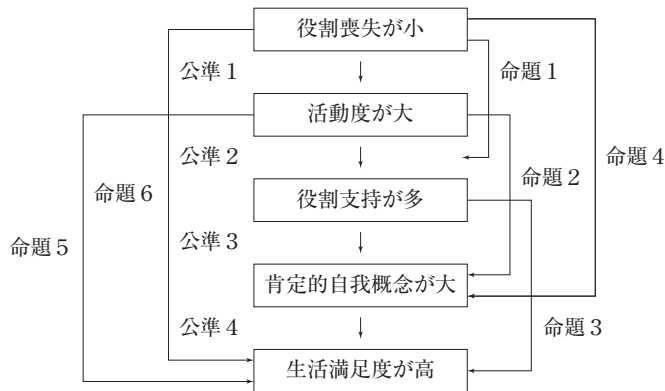 役割喪失が小
公準１
命題１
活動度が大
命題４
公準２
命題２
命題６
役割支持が多
命題５
公準３
肯定的自我概念が大
公準４
命題３
生活満足度が高